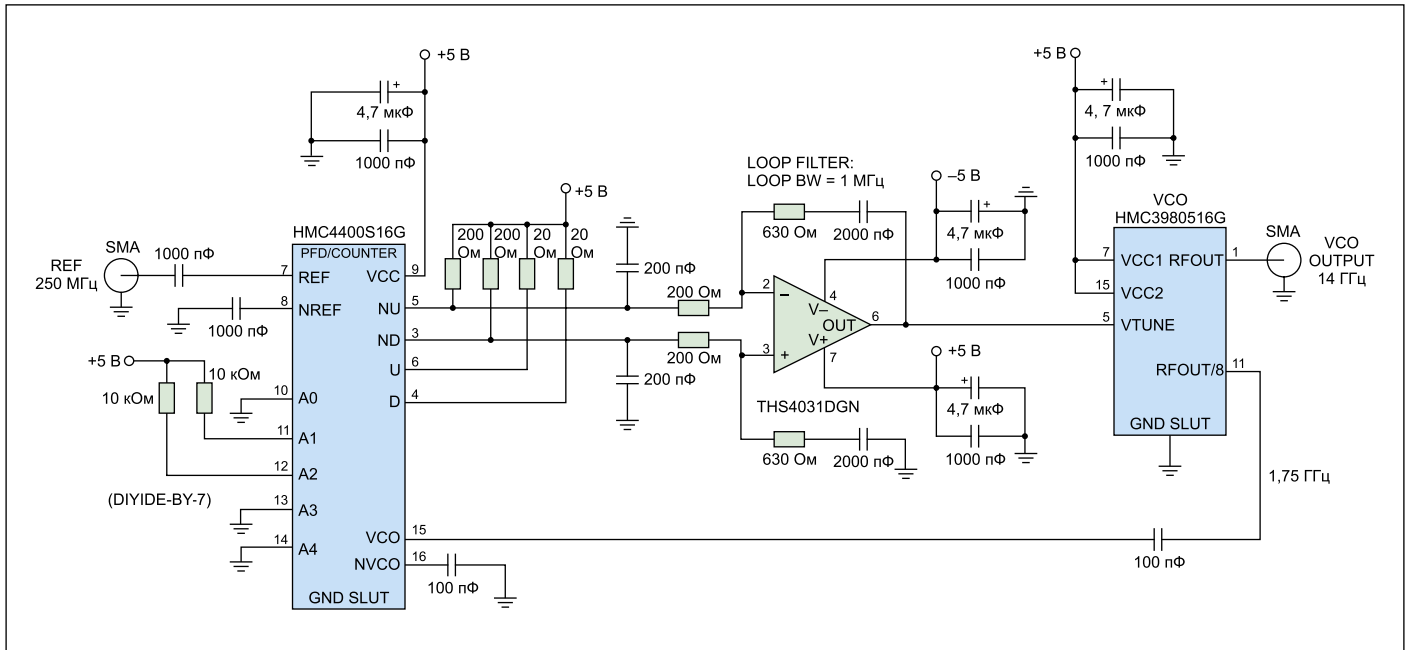 +5 В
+
4,7 мкФ
1000 пФ
+5 В
+
4, 7 мкФ
1000 пФ
LOOP FILTER:
LOOP BW = 1 МГц
–5 В
+
4,7 мкФ
1000 пФ
630 Ом
2000 пФ
+5 В
200 200 20 20
Ом Ом Ом Ом
HMC4400S16G
PFD/COUNTER
SMA
REF
250 МГц
1000 пФ
7
REF
8
NREF
1000 пФ
+5 В
10 кОм
10 кОм
10
A0
11
A1
12
A2
(DIYIDE-BY-7)
13
A3
14
A4
VCC
9
NU
5
ND
3
U
6
D
4
VCO
15
NVCO
16
100 пФ
GND SLUT
200 пФ
200 Ом
200 Ом
200 пФ
2
–
3
+
4
V–
OUT
6
V+
7
THS4031DGN
630 Ом
2000 пФ
+5 В
+
4,7 мкФ
1000 пФ
VCO
HMC3980516G
7
VCC1
RFOUT
1
15
VCC2
5
VTUNE
RFOUT/8
11
GND SLUT
SMA
VCO
OUTPUT
14 ГГц
1,75 ГГц
100 пФ